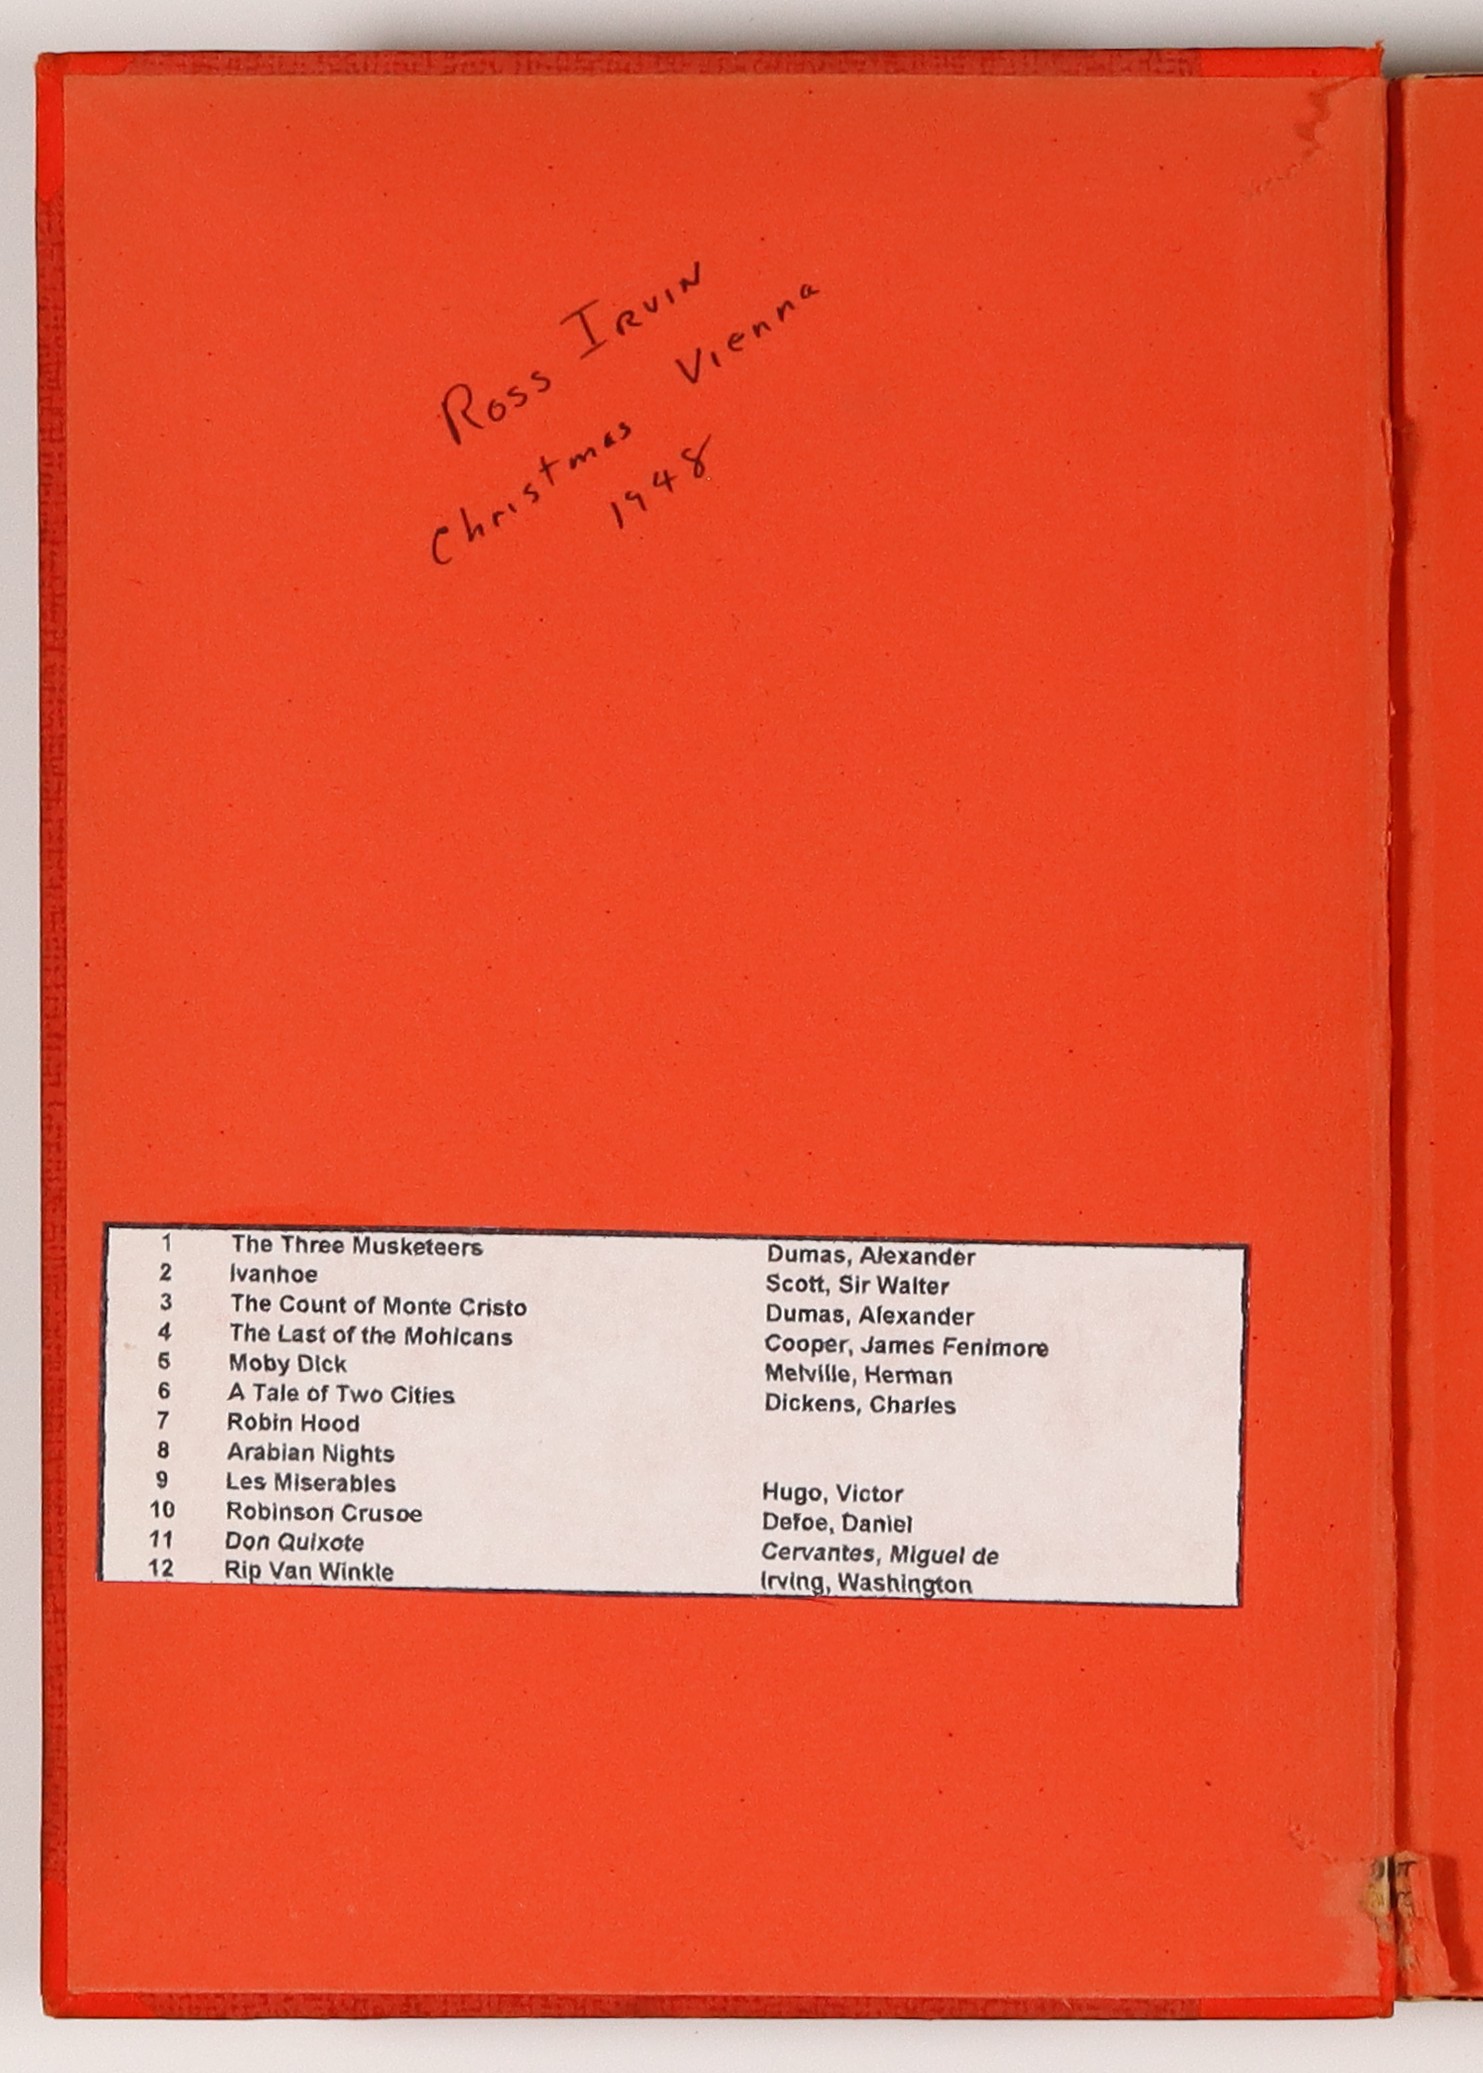 Ross IRVIN
Christmas Vienna
1948
1 The Three Musketeers Dumas, Alexander
2 Ivanhoe Scott, Sir Walter
3 The Count of Monte Cristo Dumas, Alexander
4 The Last of the Mohicans Cooper, James Fenimore
5 Moby Dick Melville, Herman
6 A Tale of Two Cities Dickens, Charles
7 Robin Hood
8 Arabian Nights
9 Les Miserables Hugo, Victor
10 Robinson Crusoe Defoe, Daniel
11 Don Quixote Cervantes, Miguel de
12 Rip Van Winkle Irving, Washington